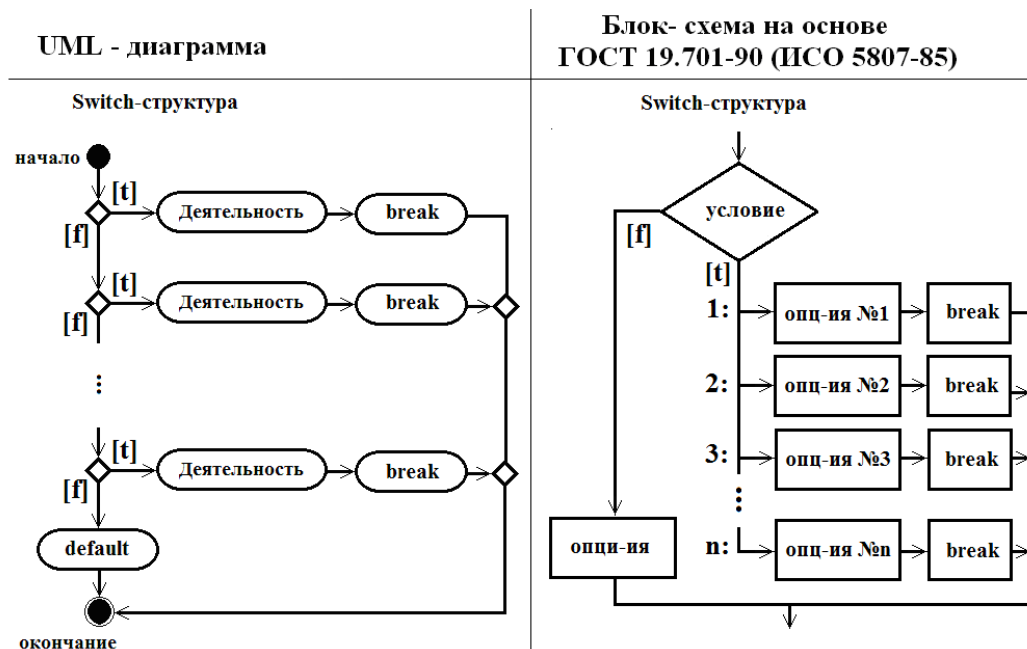 UML - диаграмма
Блок- схема на основе
ГОСТ 19.701-90 (ИСО 5807-85)
Switch-структура
начало
[t]
Деятельность
break
[f]
[t]
Деятельность
break
[f]
...
[t]
Деятельность
break
[f]
default
окончание
Switch-структура
условие
[f]
[t]
1:
опц-ия №1
break
2:
опц-ия №2
break
3:
опц-ия №3
break
...
n:
опц-ия №n
break
опци-ия